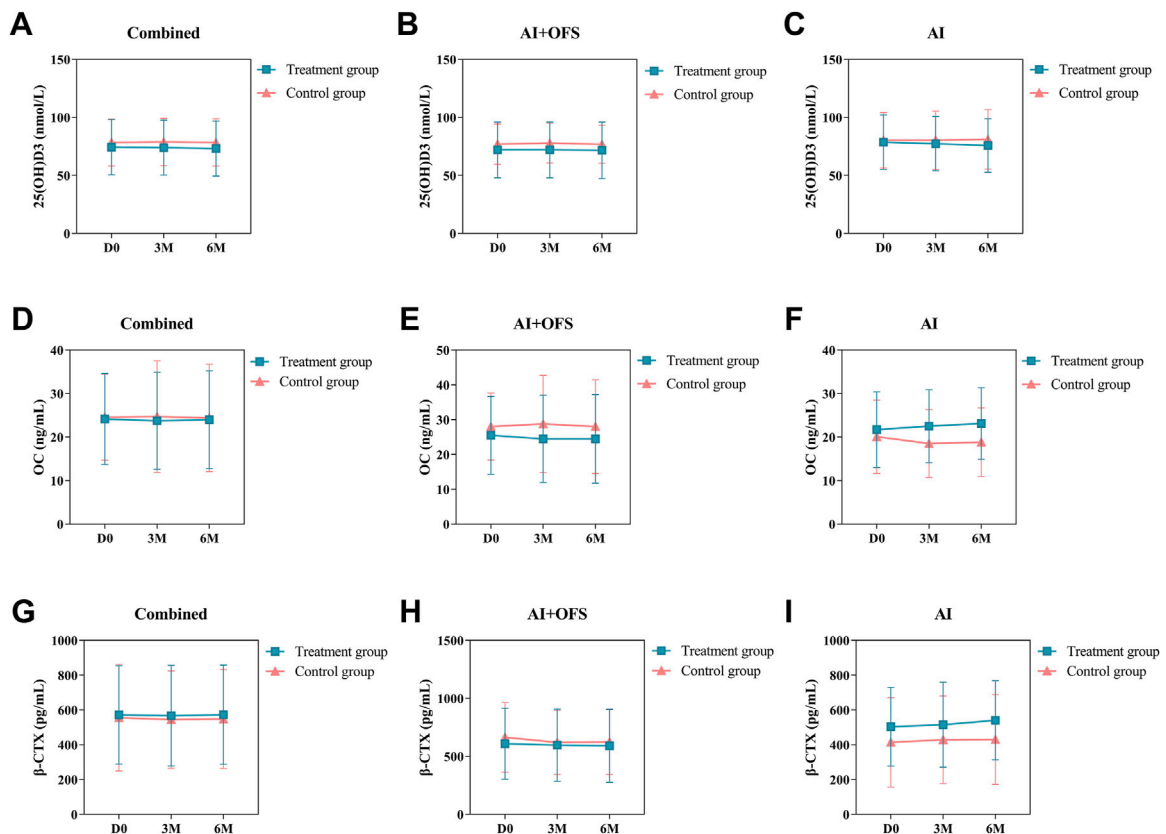 A
Combined
25(OH)D3 (nmol/L)
150
100
50
0
D0 3M 6M
Treatment group
Control group
B
AI+OFS
25(OH)D3 (nmol/L)
150
100
50
0
D0 3M 6M
Treatment group
Control group
C
AI
25(OH)D3 (nmol/L)
150
100
50
0
D0 3M 6M
Treatment group
Control group
D
Combined
OC (ng/mL)
40
30
20
10
0
D0 3M 6M
Treatment group
Control group
E
AI+OFS
OC (ng/mL)
50
40
30
20
10
0
D0 3M 6M
Treatment group
Control group
F
AI
OC (ng/mL)
40
30
20
10
0
D0 3M 6M
Treatment group
Control group
G
Combined
β-CTX (pg/mL)
1000
800
600
400
200
0
D0 3M 6M
Treatment group
Control group
H
AI+OFS
β-CTX (pg/mL)
1500
1000
500
0
D0 3M 6M
Treatment group
Control group
I
AI
β-CTX (pg/mL)
1000
800
600
400
200
0
D0 3M 6M
Treatment group
Control group